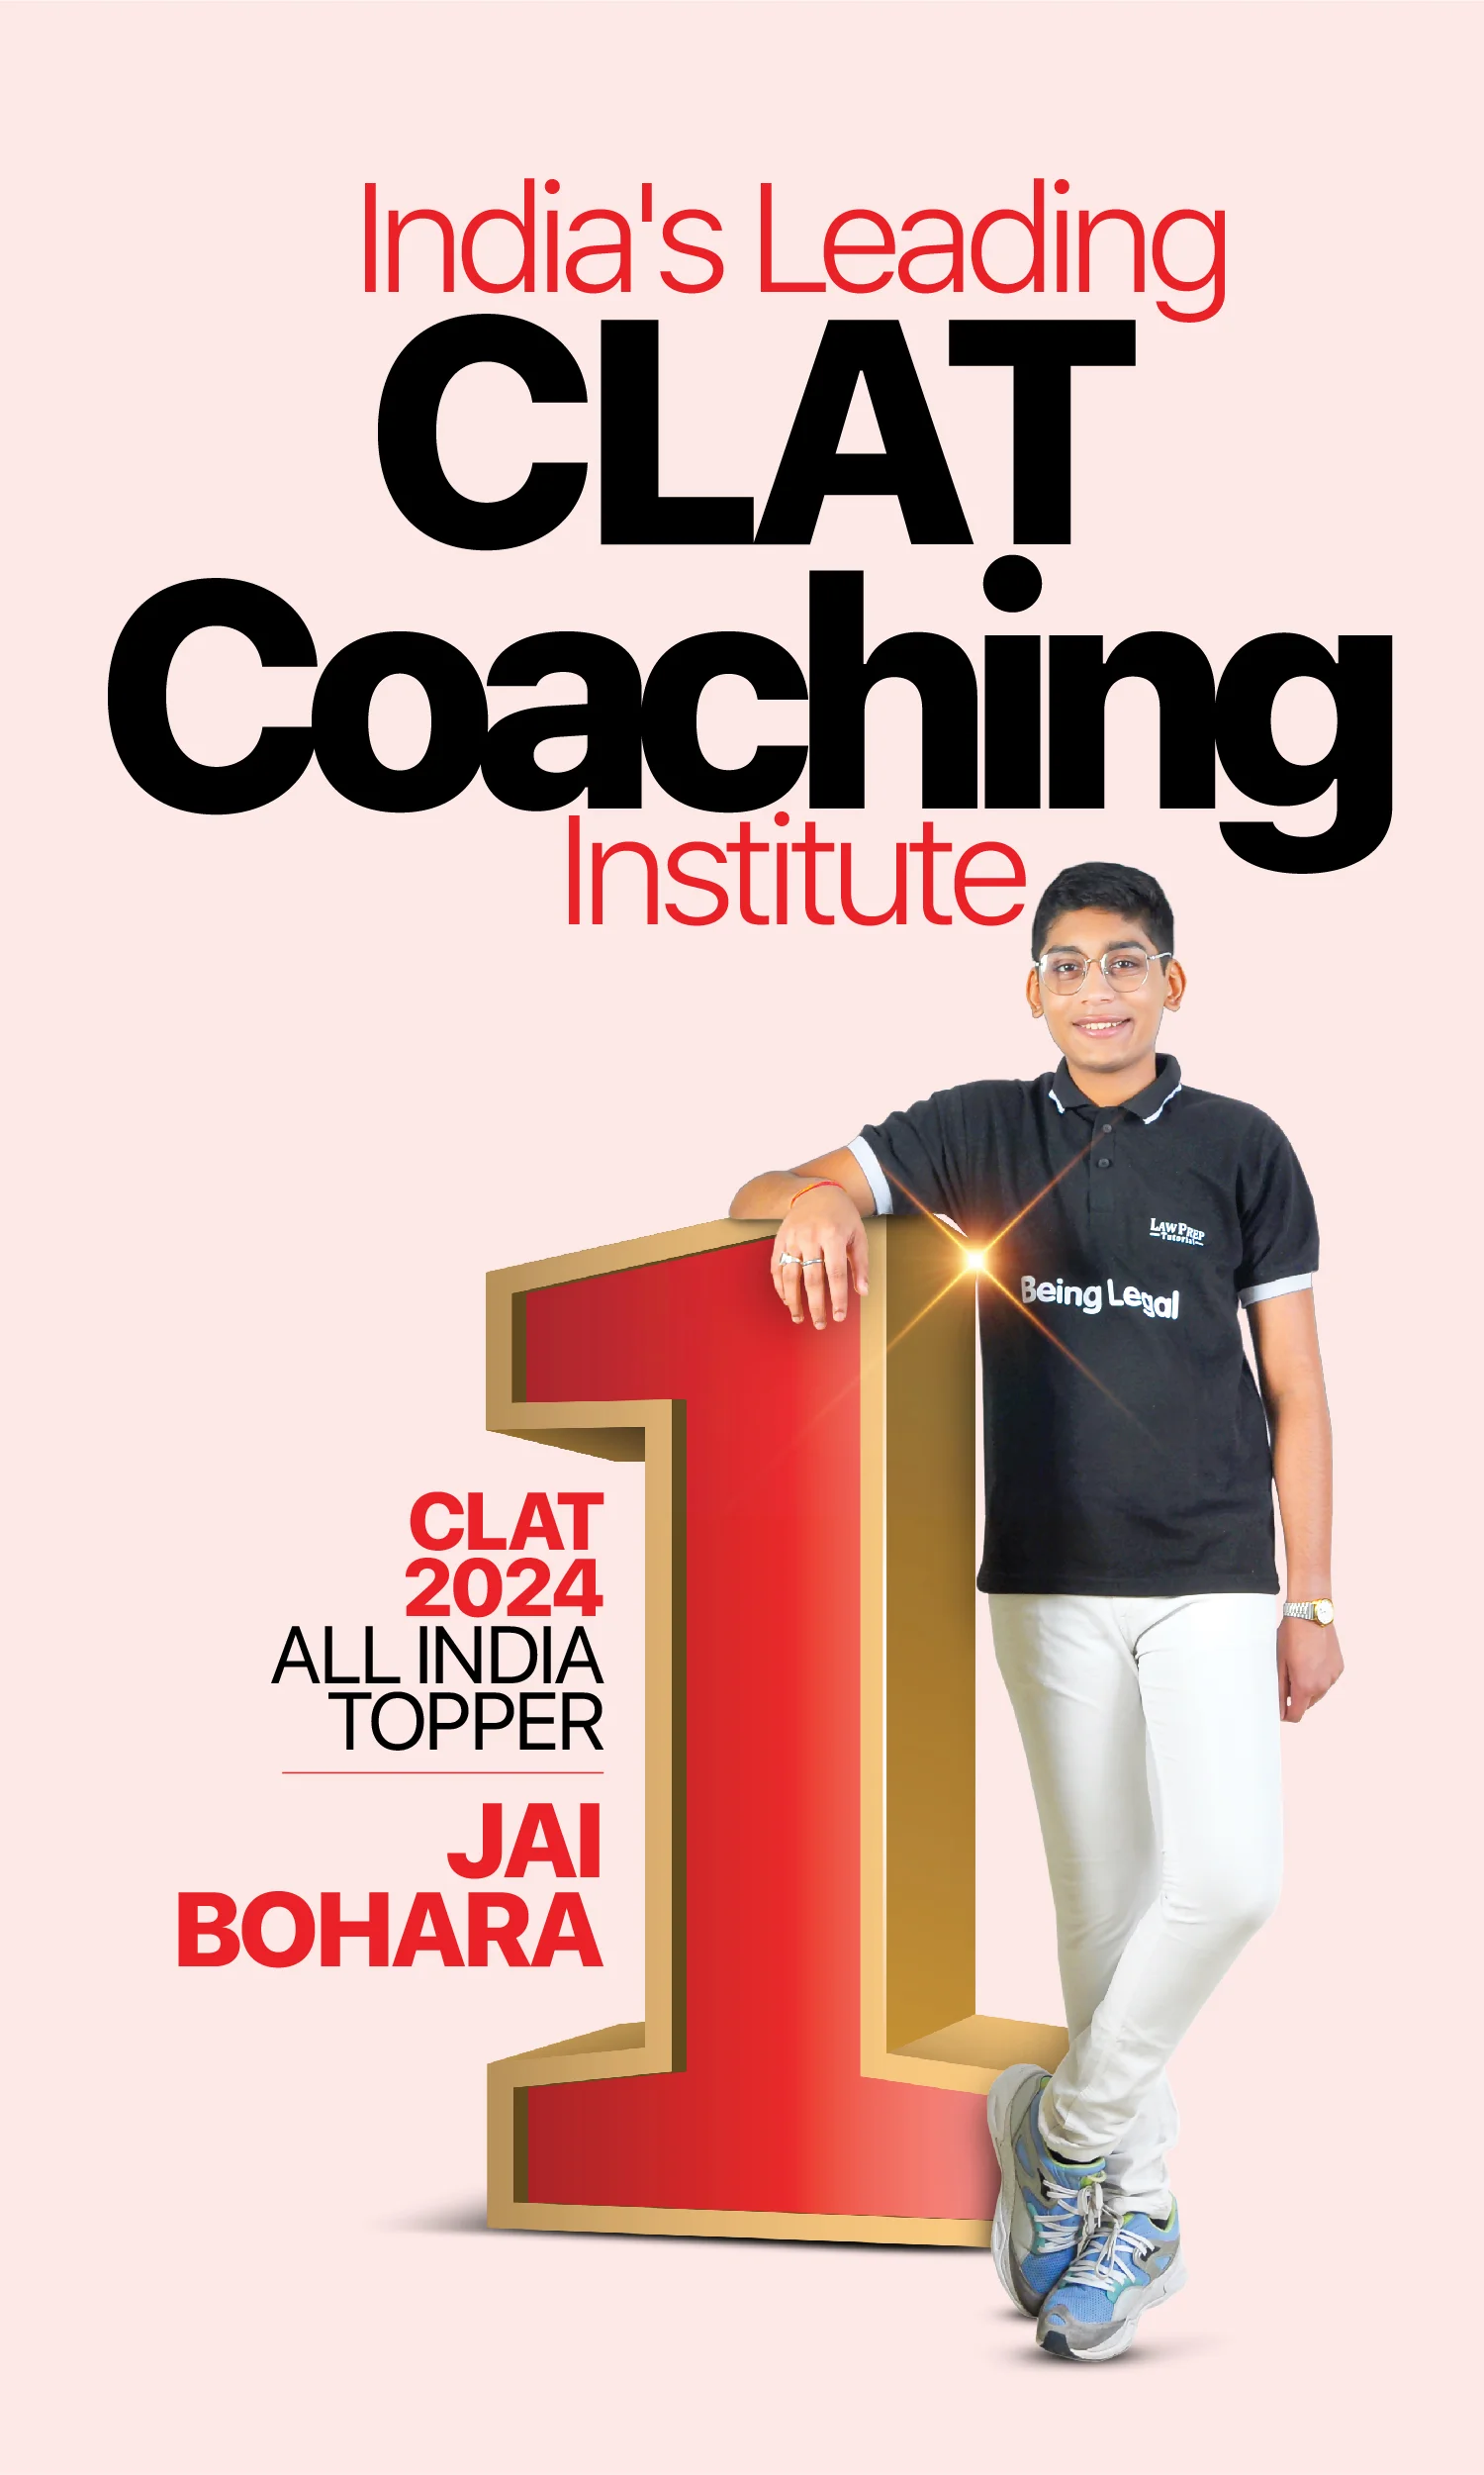 India's Leading
CLAT
Coaching
Institute
LAW PREP
Tutorial
Being Legal
CLAT
2024
ALL INDIA
TOPPER
JAI
BOHARA